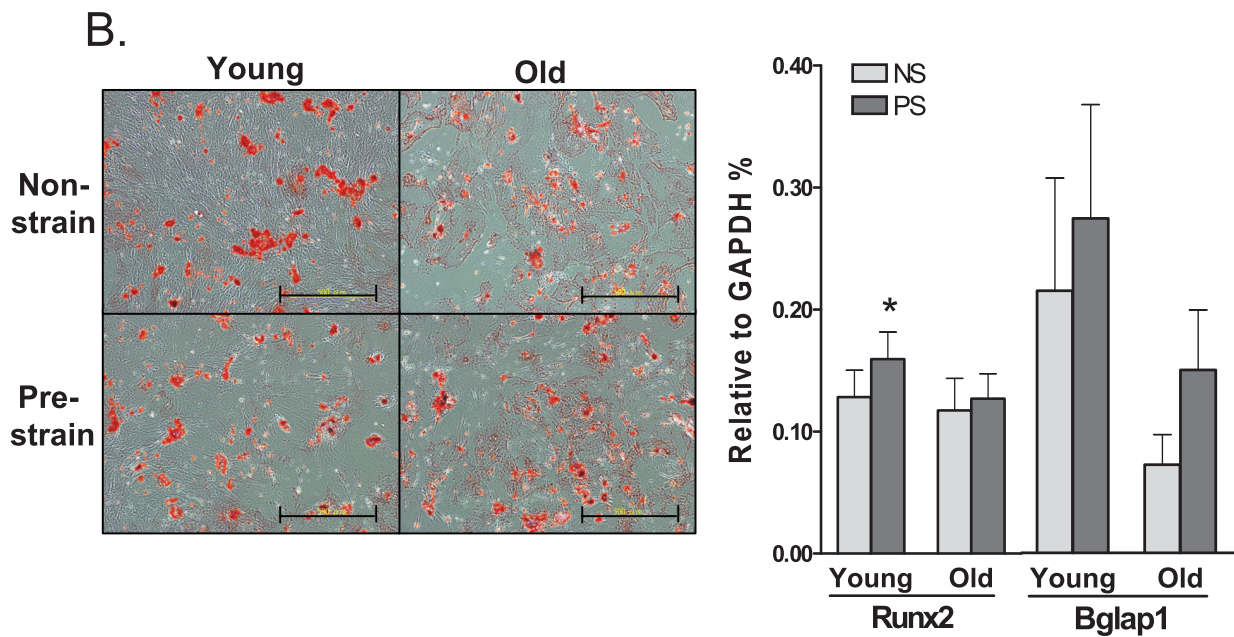 B.
Young
Old
Non-
strain
Pre-
strain
0.40
0.30
0.20
0.10
0.00
Relative to GAPDH %
NS
PS
*
Young
Old
Young
Old
Runx2
Bglap1